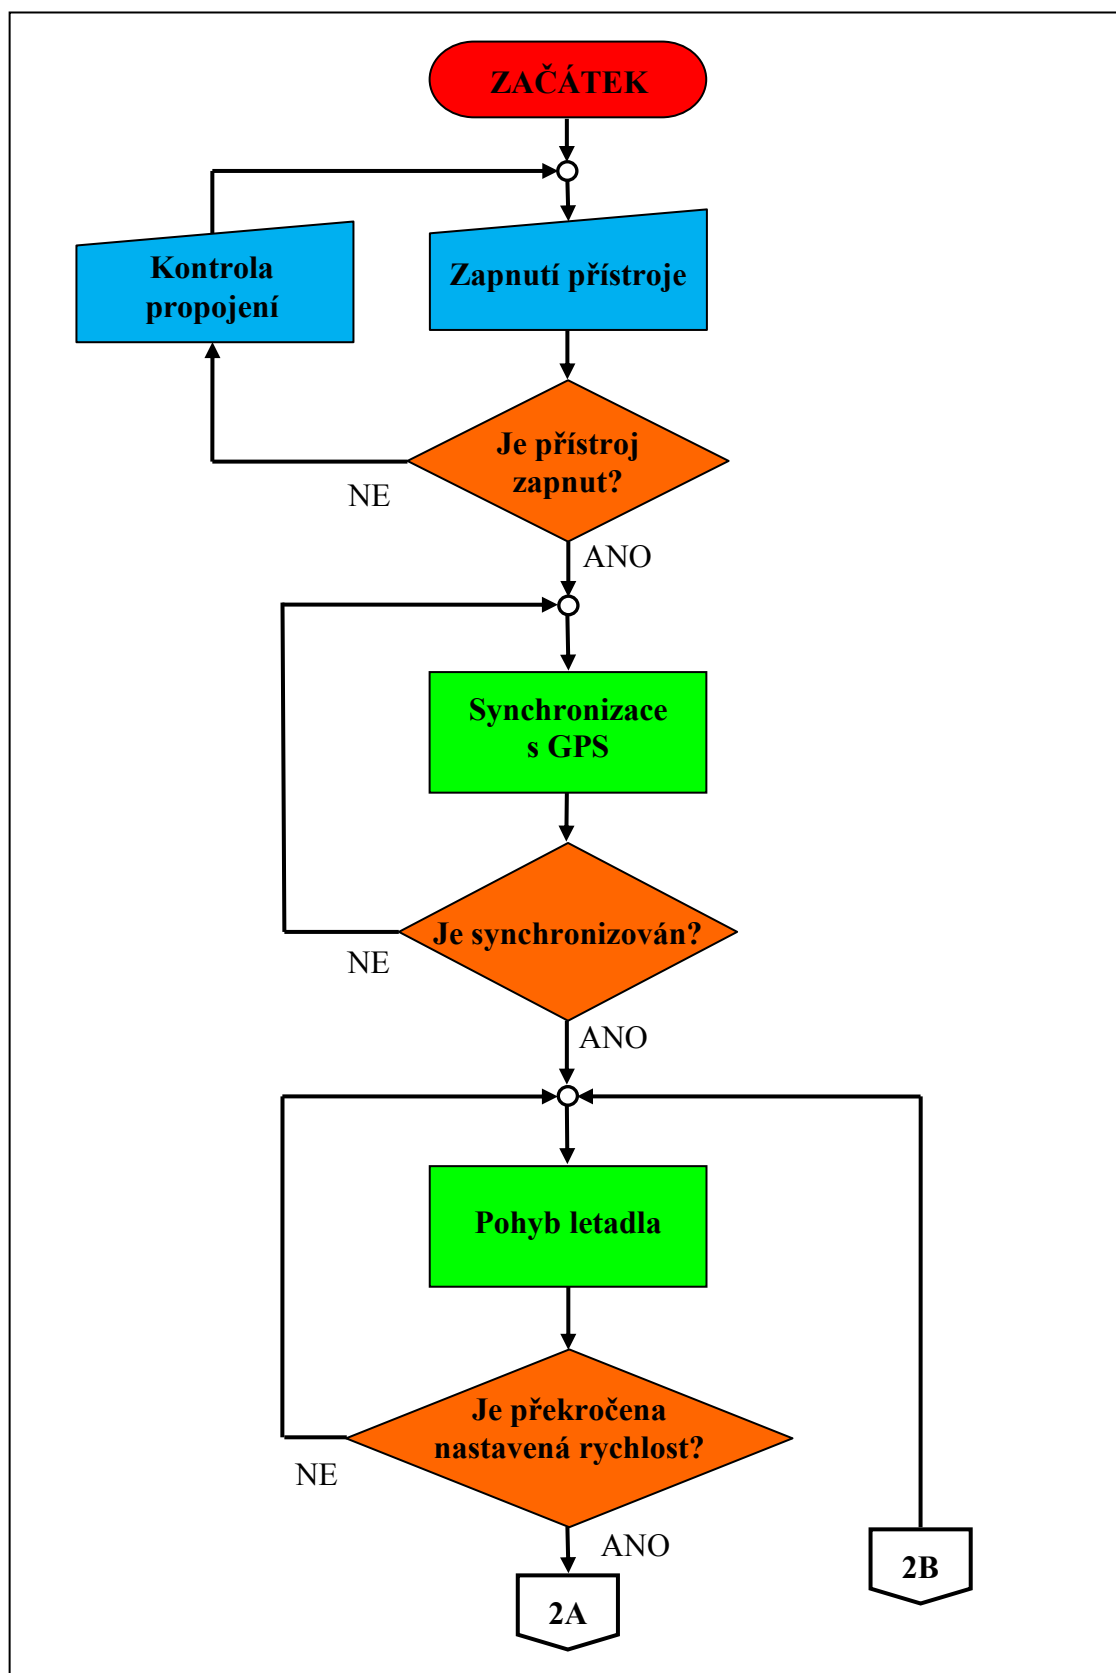 ZAČÁTEK
Kontrola
propojení
Zapnutí přístroje
Je přístroj
zapnut?
NE
ANO
Synchronizace
s GPS
Je synchronizován?
NE
ANO
Pohyb letadla
Je překročena
nastavená rychlost?
NE
ANO
2A
2B